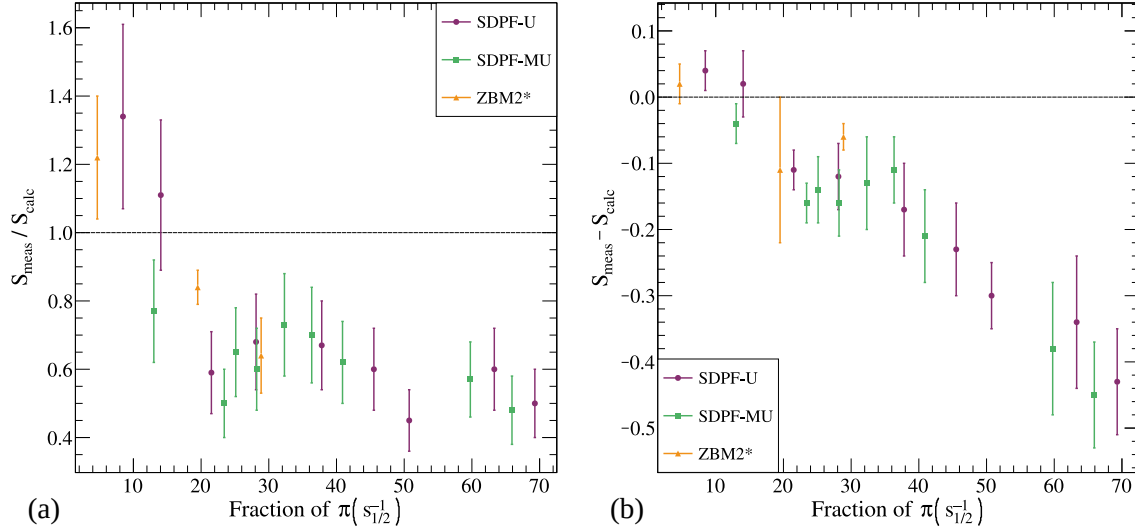 1.6
1.4
1.2
1.0
0.8
0.6
0.4
S_meas / S_calc
10 20 30 40 50 60 70
Fraction of π(s_{1/2}^{-1})
SDPF-U
SDPF-MU
ZBM2*
(a)
0.1
0.0
−0.1
−0.2
−0.3
−0.4
−0.5
S_meas − S_calc
10 20 30 40 50 60 70
Fraction of π(s_{1/2}^{-1})
SDPF-U
SDPF-MU
ZBM2*
(b)